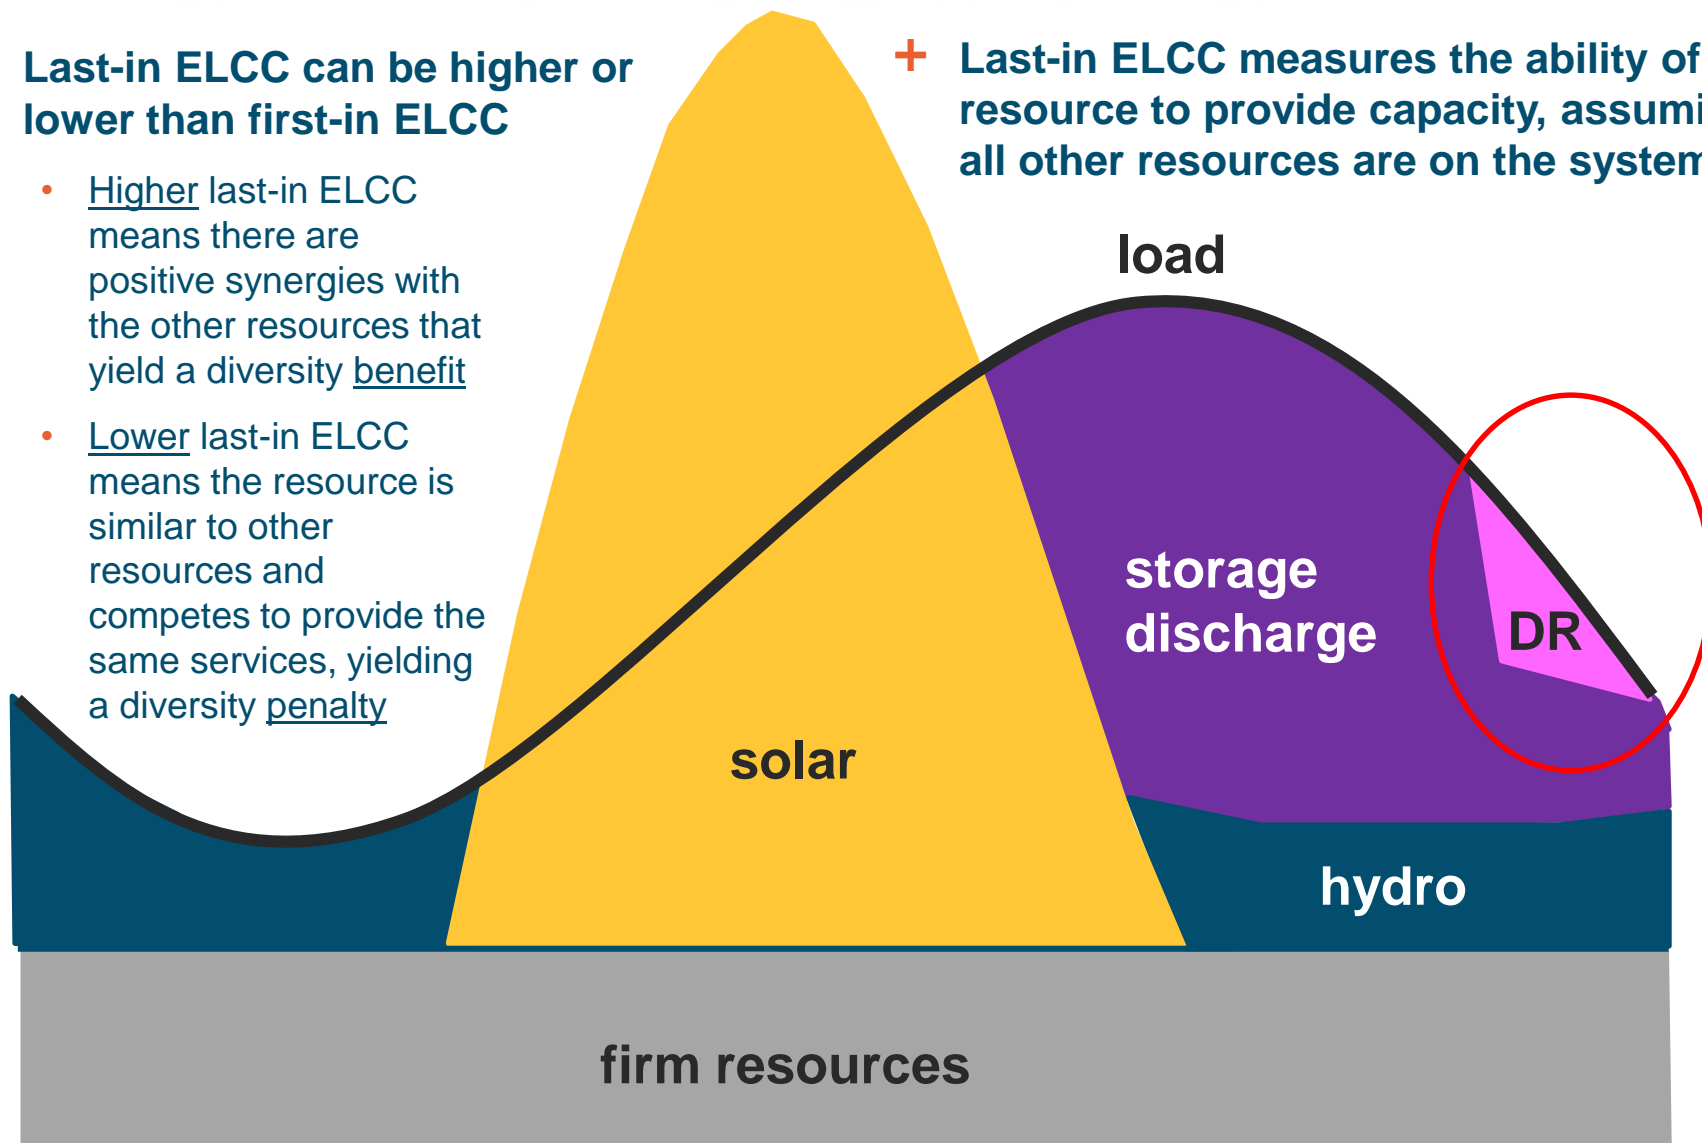 Last-in ELCC can be higher or
lower than first-in ELCC
• Higher last-in ELCC
means there are
positive synergies with
the other resources that
yield a diversity benefit
• Lower last-in ELCC
means the resource is
similar to other
resources and
competes to provide the
same services, yielding
a diversity penalty
+ Last-in ELCC measures the ability of
resource to provide capacity, assumi
all other resources are on the system
load
storage
discharge
DR
solar
hydro
firm resources